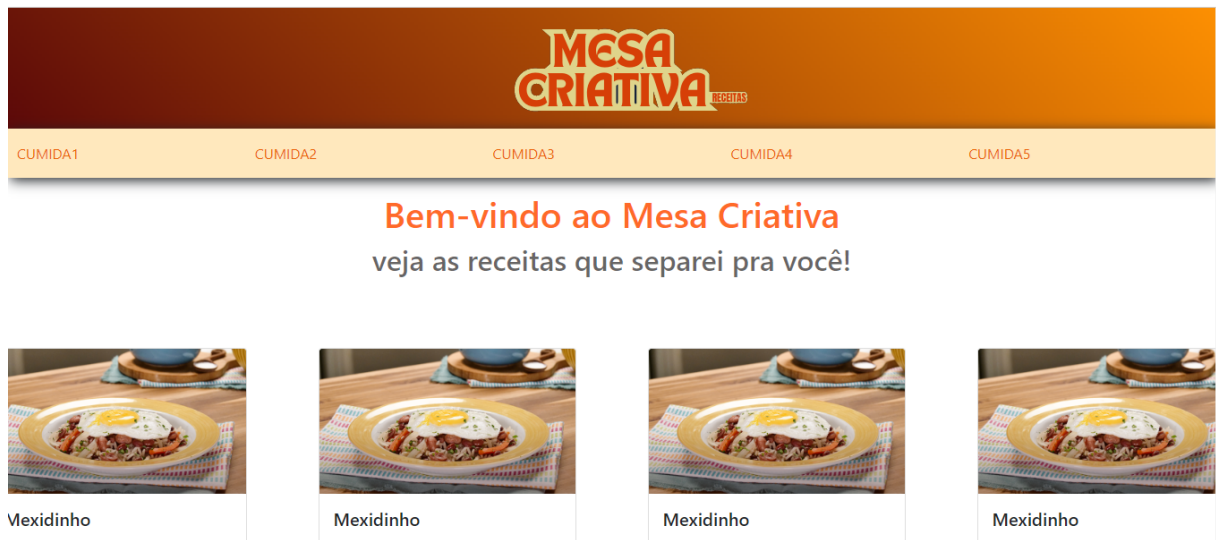 MESA
CRIATIVA RECEITAS
CUMIDA1 CUMIDA2 CUMIDA3 CUMIDA4 CUMIDA5
Bem-vindo ao Mesa Criativa
veja as receitas que separei pra você!
Mexidinho Mexidinho Mexidinho Mexidinho